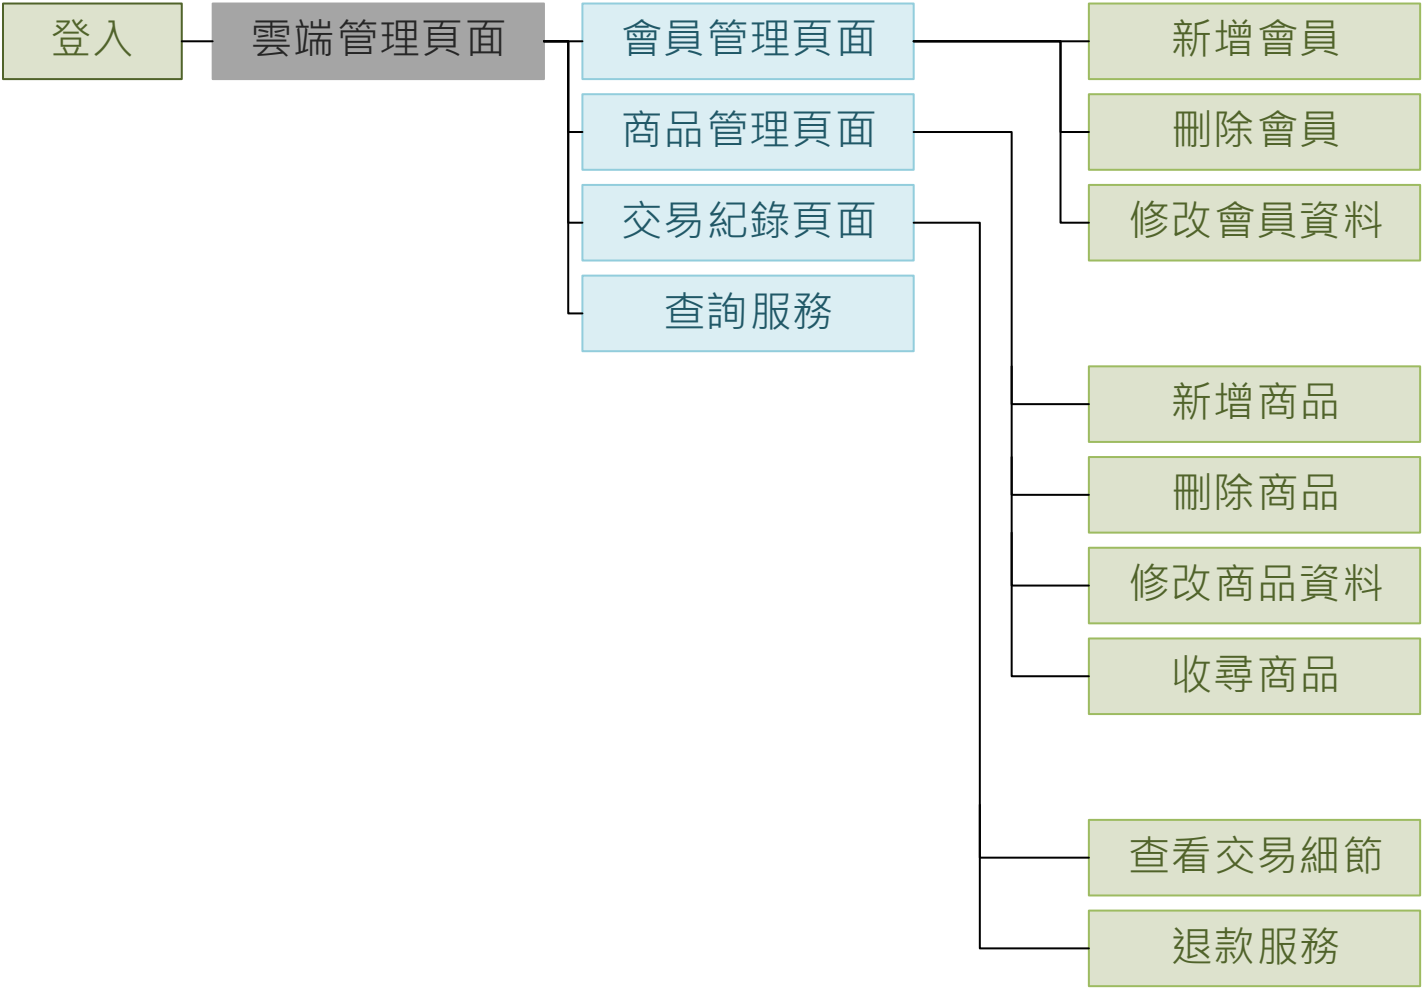 登入
雲端管理頁面
會員管理頁面
商品管理頁面
交易紀錄頁面
查詢服務
新增會員
刪除會員
修改會員資料
新增商品
刪除商品
修改商品資料
收尋商品
查看交易細節
退款服務